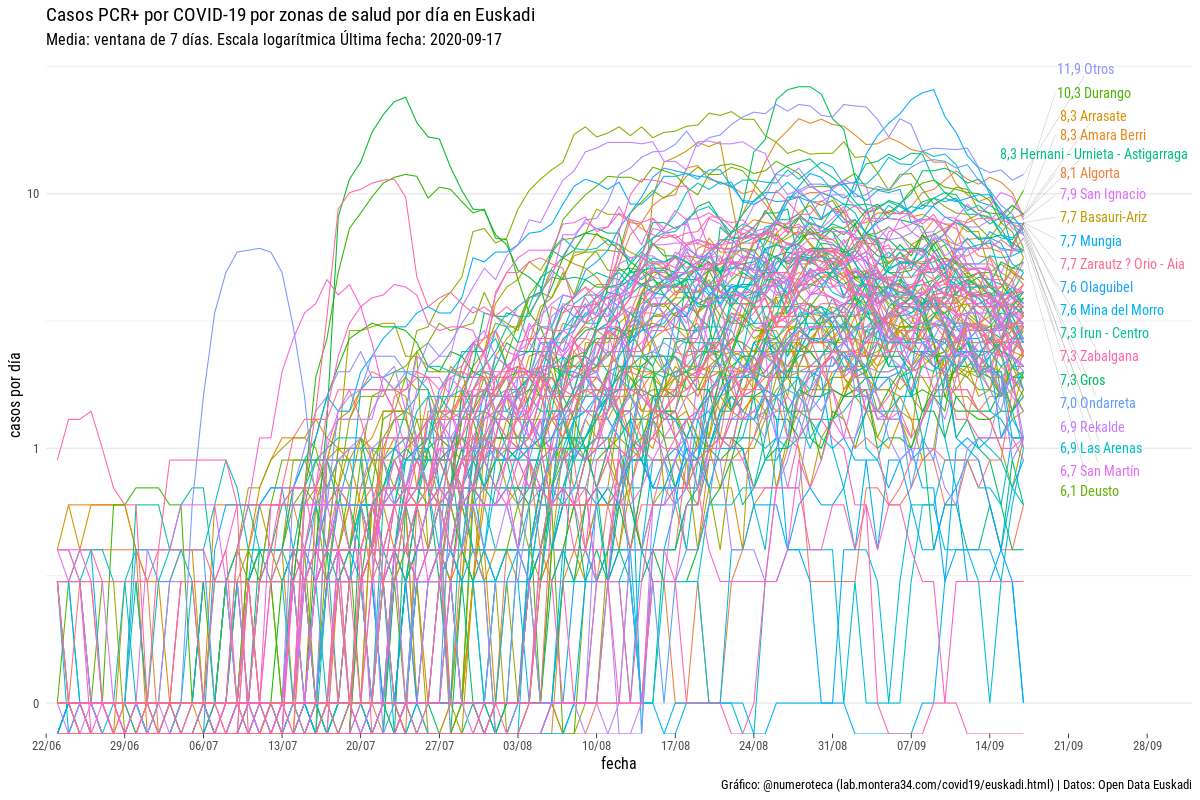 Casos PCR+ por COVID-19 por zonas de salud por día en Euskadi
Media: ventana de 7 días. Escala logarítmica Última fecha: 2020-09-17
11,9 Otros
10,3 Durango
8,3 Arrasate
8,3 Amara Berri
8,3 Hernani - Urnieta - Astigarraga
8,1 Algorta
7,9 San Ignacio
7,7 Basauri-Ariz
7,7 Mungia
7,7 Zarautz ? Orio - Aia
7,6 Olaguibel
7,6 Mina del Morro
7,3 Irun - Centro
7,3 Zabalgana
7,3 Gros
7,0 Ondarreta
6,9 Rekalde
6,9 Las Arenas
6,7 San Martín
6,1 Deusto
casos por día
10
1
0
22/06 29/06 06/07 13/07 20/07 27/07 03/08 10/08 17/08 24/08 31/08 07/09 14/09 21/09 28/09
fecha
Gráfico: @numeroteca (lab.montera34.com/covid19/euskadi.html) | Datos: Open Data Euskadi